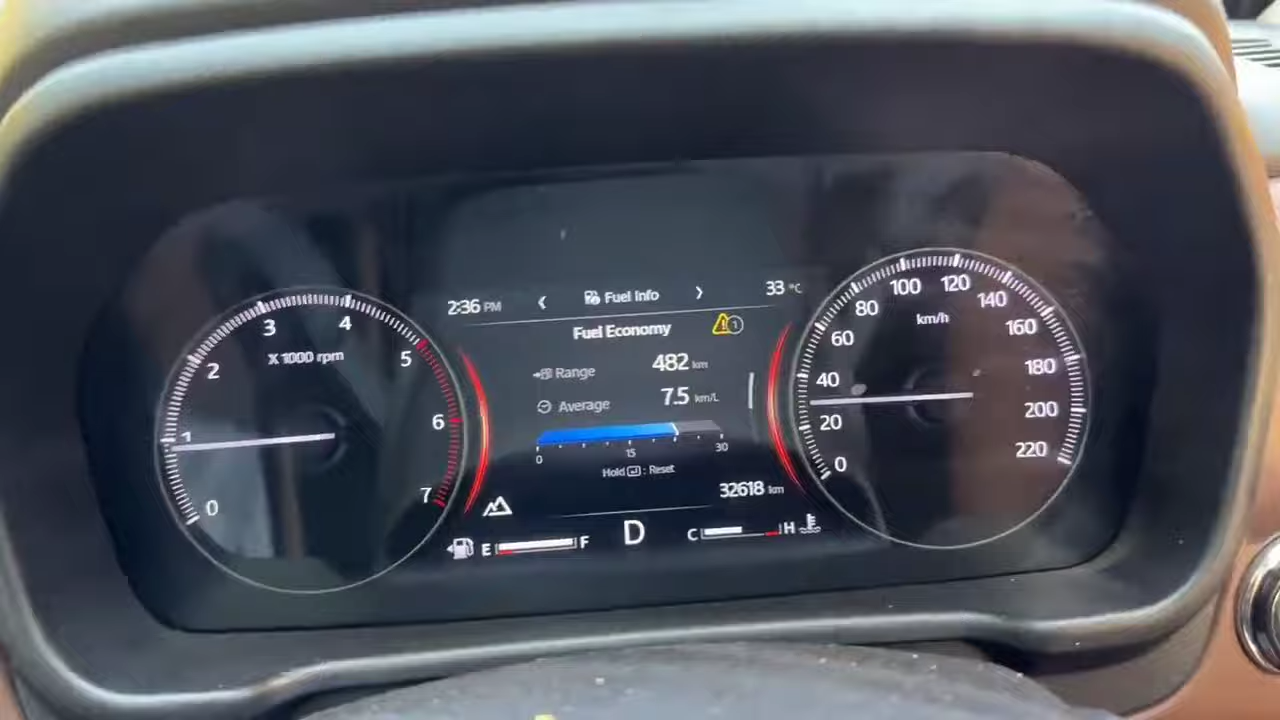 2:36 PM
Fuel Info
33 °C
Fuel Economy
1
Range
482 km
Average
7.5 km/L
0 15 30
Hold : Reset
32618 km
E F
D
C H
0 1 2 3 4 5 6 7
X 1000 rpm
0 20 40 60 80 100 120 140 160 180 200 220
km/h